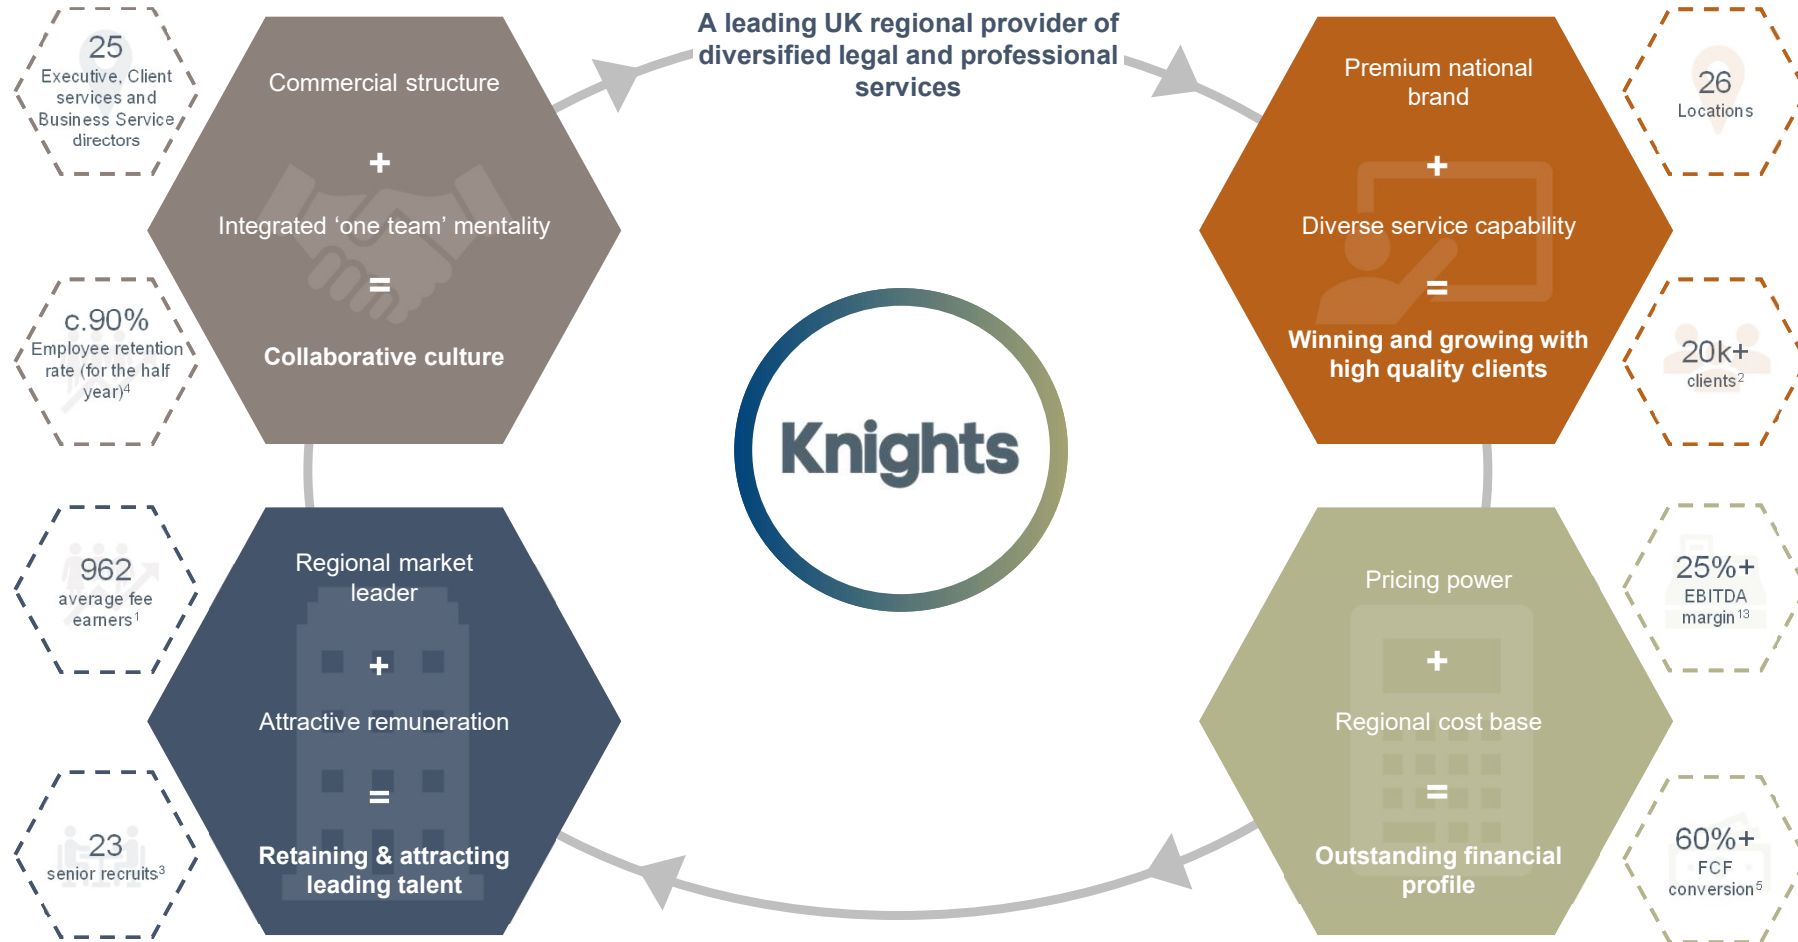 A leading UK regional provider of
diversified legal and professional
services
25
Executive, Client
services and
Business Service
directors
Commercial structure
+
Integrated ‘one team’ mentality
=
Collaborative culture
c.90%
Employee retention
rate (for the half
year)4
Premium national
brand
+
Diverse service capability
=
Winning and growing with
high quality clients
26
Locations
20k+
clients2
Knights
962
average fee
earners1
Regional market
leader
+
Attractive remuneration
=
Retaining & attracting
leading talent
23
senior recruits3
Pricing power
+
Regional cost base
=
Outstanding financial
profile
25%+
EBITDA
margin13
60%+
FCF
conversion5